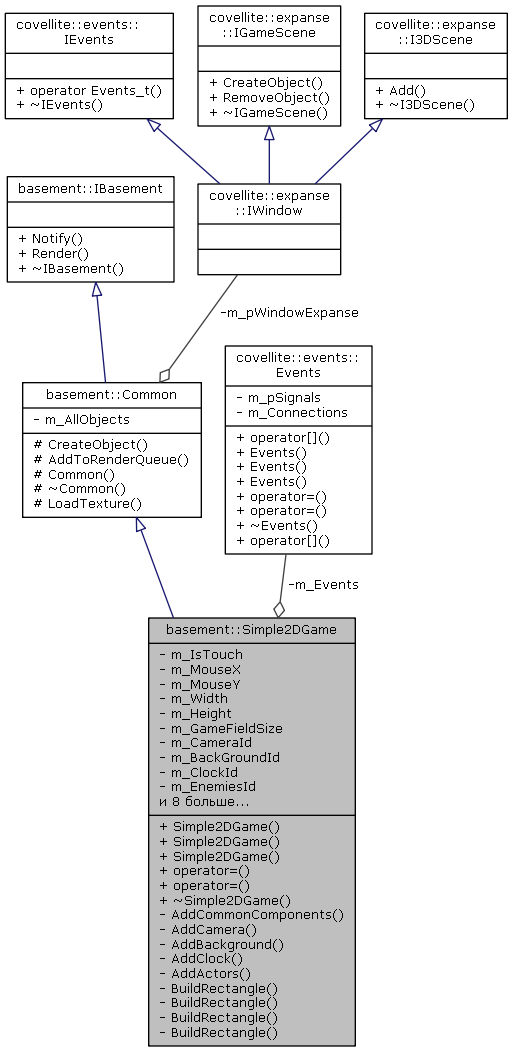 covellite::events::
IEvents
+ operator Events_t()
+ ~IEvents()
covellite::expanse
::IGameScene
+ CreateObject()
+ RemoveObject()
+ ~IGameScene()
covellite::expanse
::I3DScene
+ Add()
+ ~I3DScene()
basement::IBasement
+ Notify()
+ Render()
+ ~IBasement()
covellite::expanse
::IWindow
-m_pWindowExpanse
covellite::events::
Events
- m_pSignals
- m_Connections
+ operator[]()
+ Events()
+ Events()
+ Events()
+ operator=()
+ operator=()
+ ~Events()
+ operator[]()
basement::Common
- m_AllObjects
# CreateObject()
# AddToRenderQueue()
# Common()
# ~Common()
# LoadTexture()
-m_Events
basement::Simple2DGame
- m_IsTouch
- m_MouseX
- m_MouseY
- m_Width
- m_Height
- m_GameFieldSize
- m_CameraId
- m_BackGroundId
- m_ClockId
- m_EnemiesId
и 8 больше...
+ Simple2DGame()
+ Simple2DGame()
+ Simple2DGame()
+ operator=()
+ operator=()
+ ~Simple2DGame()
- AddCommonComponents()
- AddCamera()
- AddBackground()
- AddClock()
- AddActors()
- BuildRectangle()
- BuildRectangle()
- BuildRectangle()
- BuildRectangle()